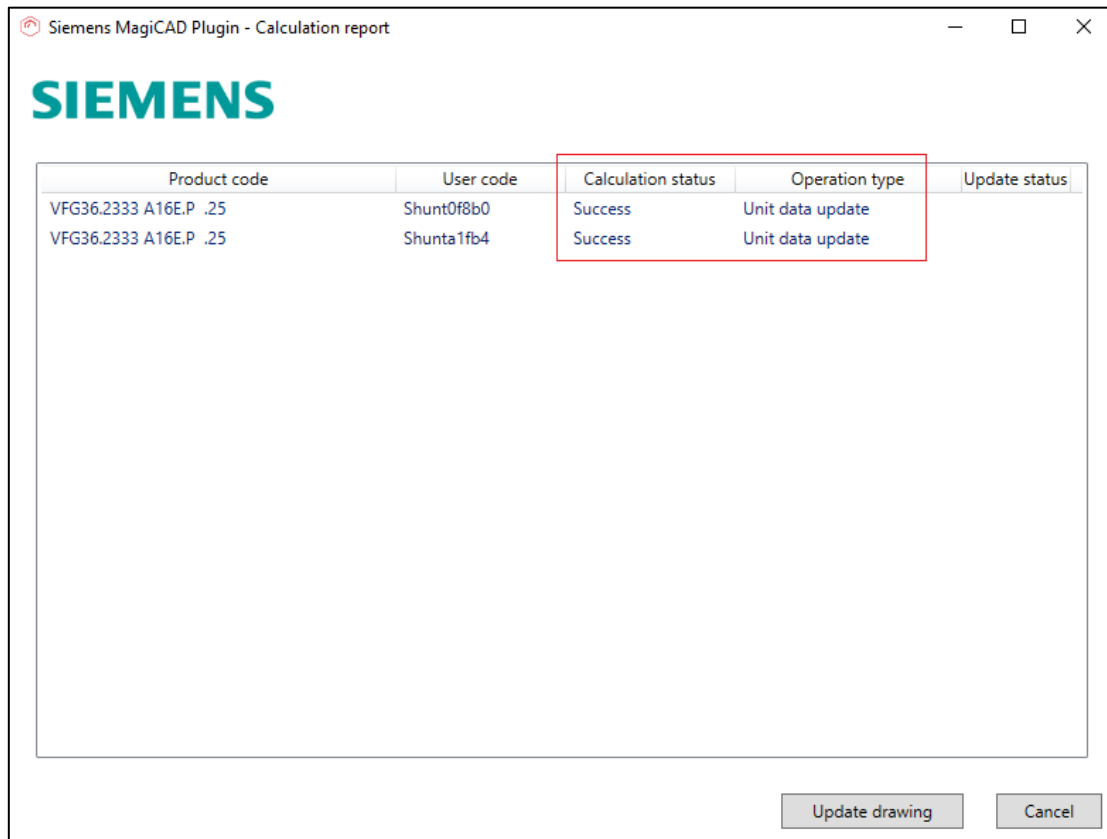 Siemens MagiCAD Plugin - Calculation report
SIEMENS
Product code User code Calculation status Operation type Update status
VFG36.2333 A16E.P .25 Shunt0f8b0 Success Unit data update
VFG36.2333 A16E.P .25 Shunta1fb4 Success Unit data update
Update drawing Cancel